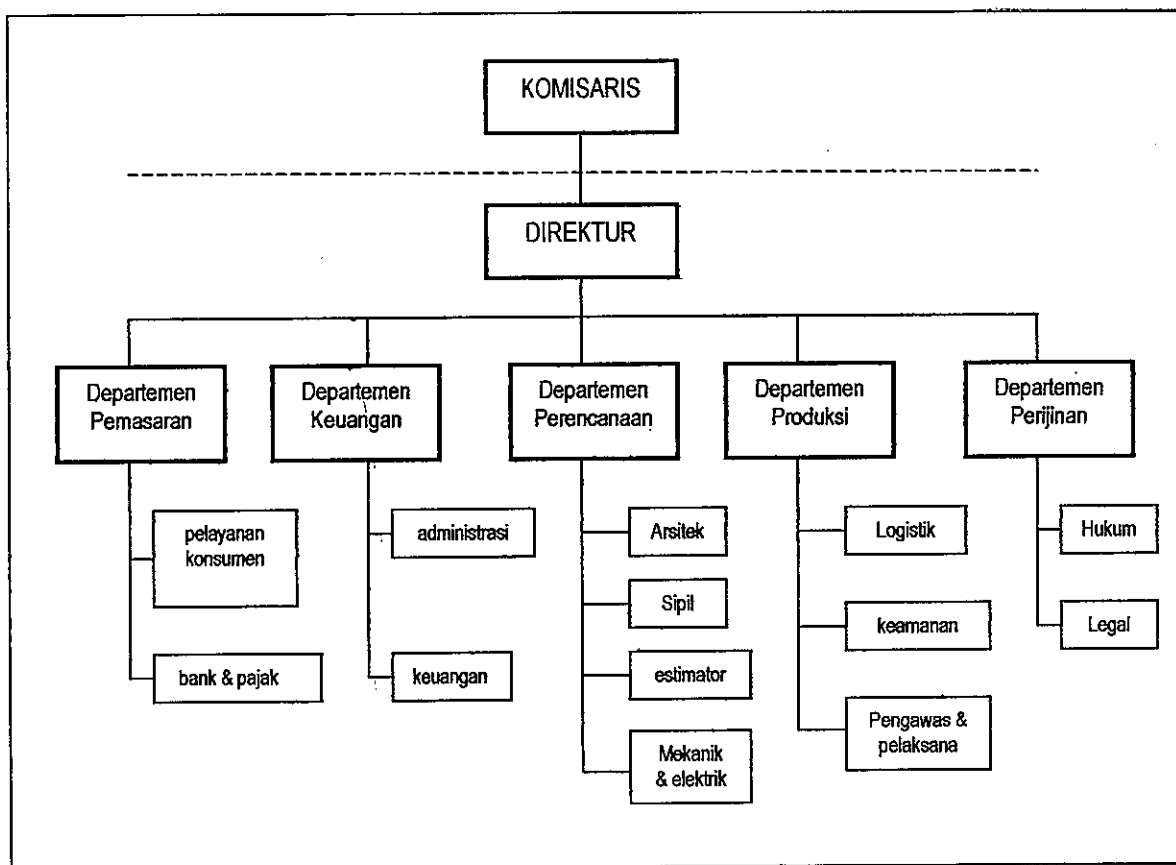 KOMISARIS
DIREKTUR
Departemen
Pemasaran
Departemen
Keuangan
Departemen
Perencanaan
Departemen
Produksi
Departemen
Perijinan
pelayanan
konsumen
bank & pajak
administrasi
keuangan
Arsitek
Sipil
estimator
Mekanik
& elektrik
Logistik
keamanan
Pengawas &
pelaksana
Hukum
Legal